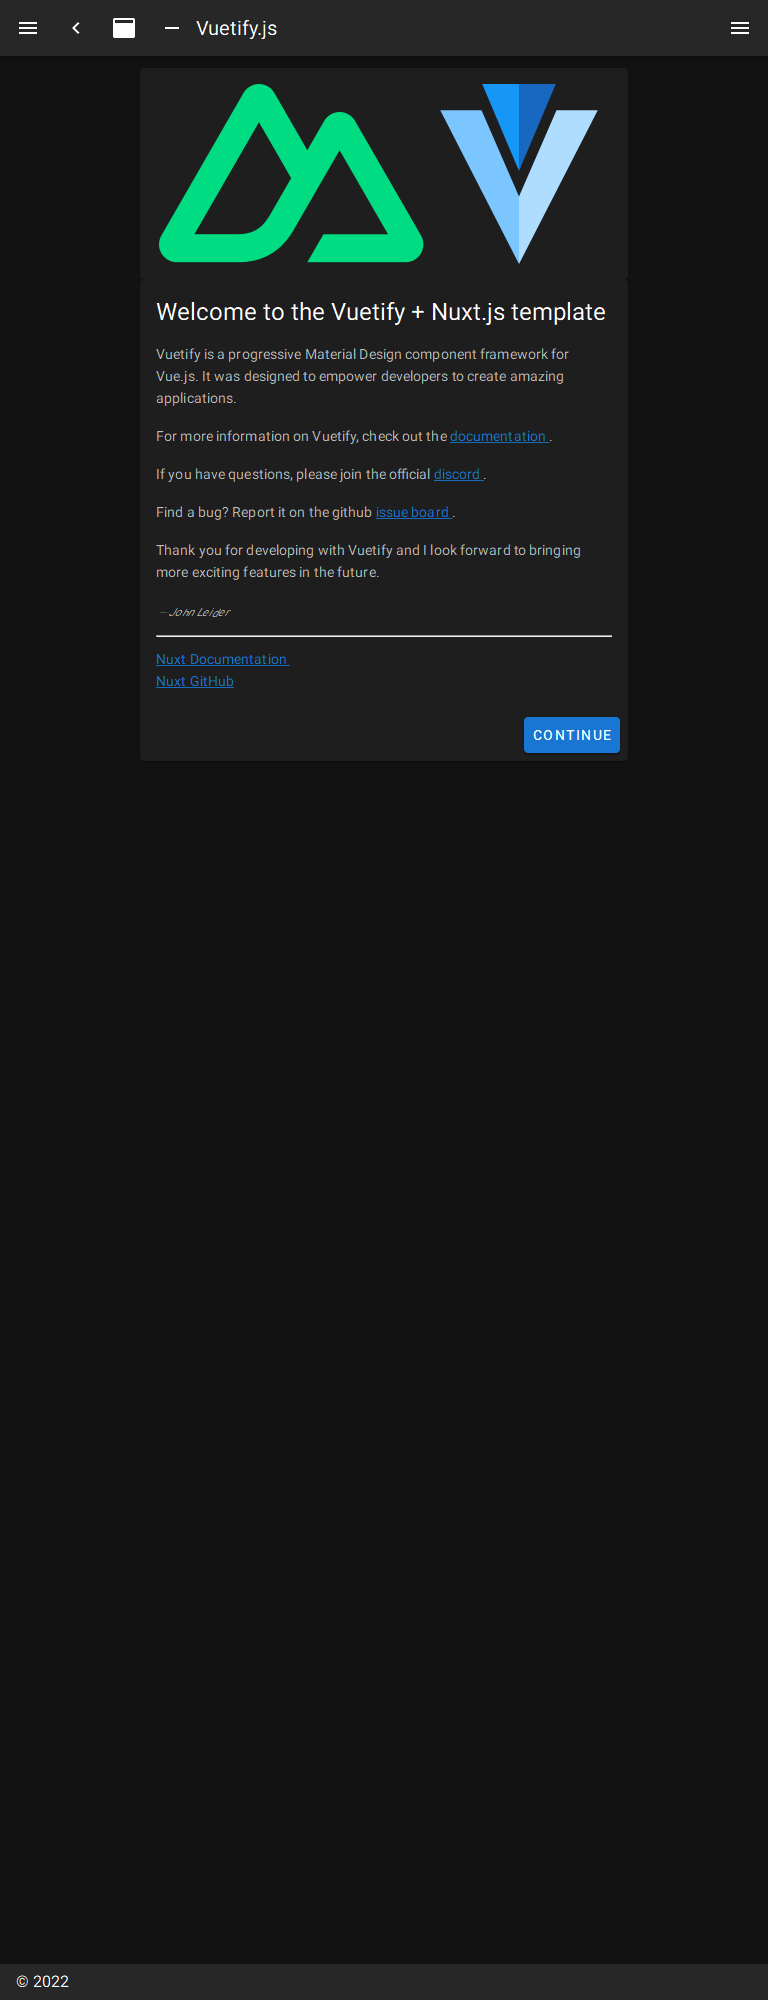 Vuetify.js
Welcome to the Vuetify + Nuxt.js template
Vuetify is a progressive Material Design component framework for
Vue.js. It was designed to empower developers to create amazing
applications.
For more information on Vuetify, check out the documentation .
If you have questions, please join the official discord .
Find a bug? Report it on the github issue board .
Thank you for developing with Vuetify and I look forward to bringing
more exciting features in the future.
— John Leider
Nuxt Documentation
Nuxt GitHub
CONTINUE
© 2022